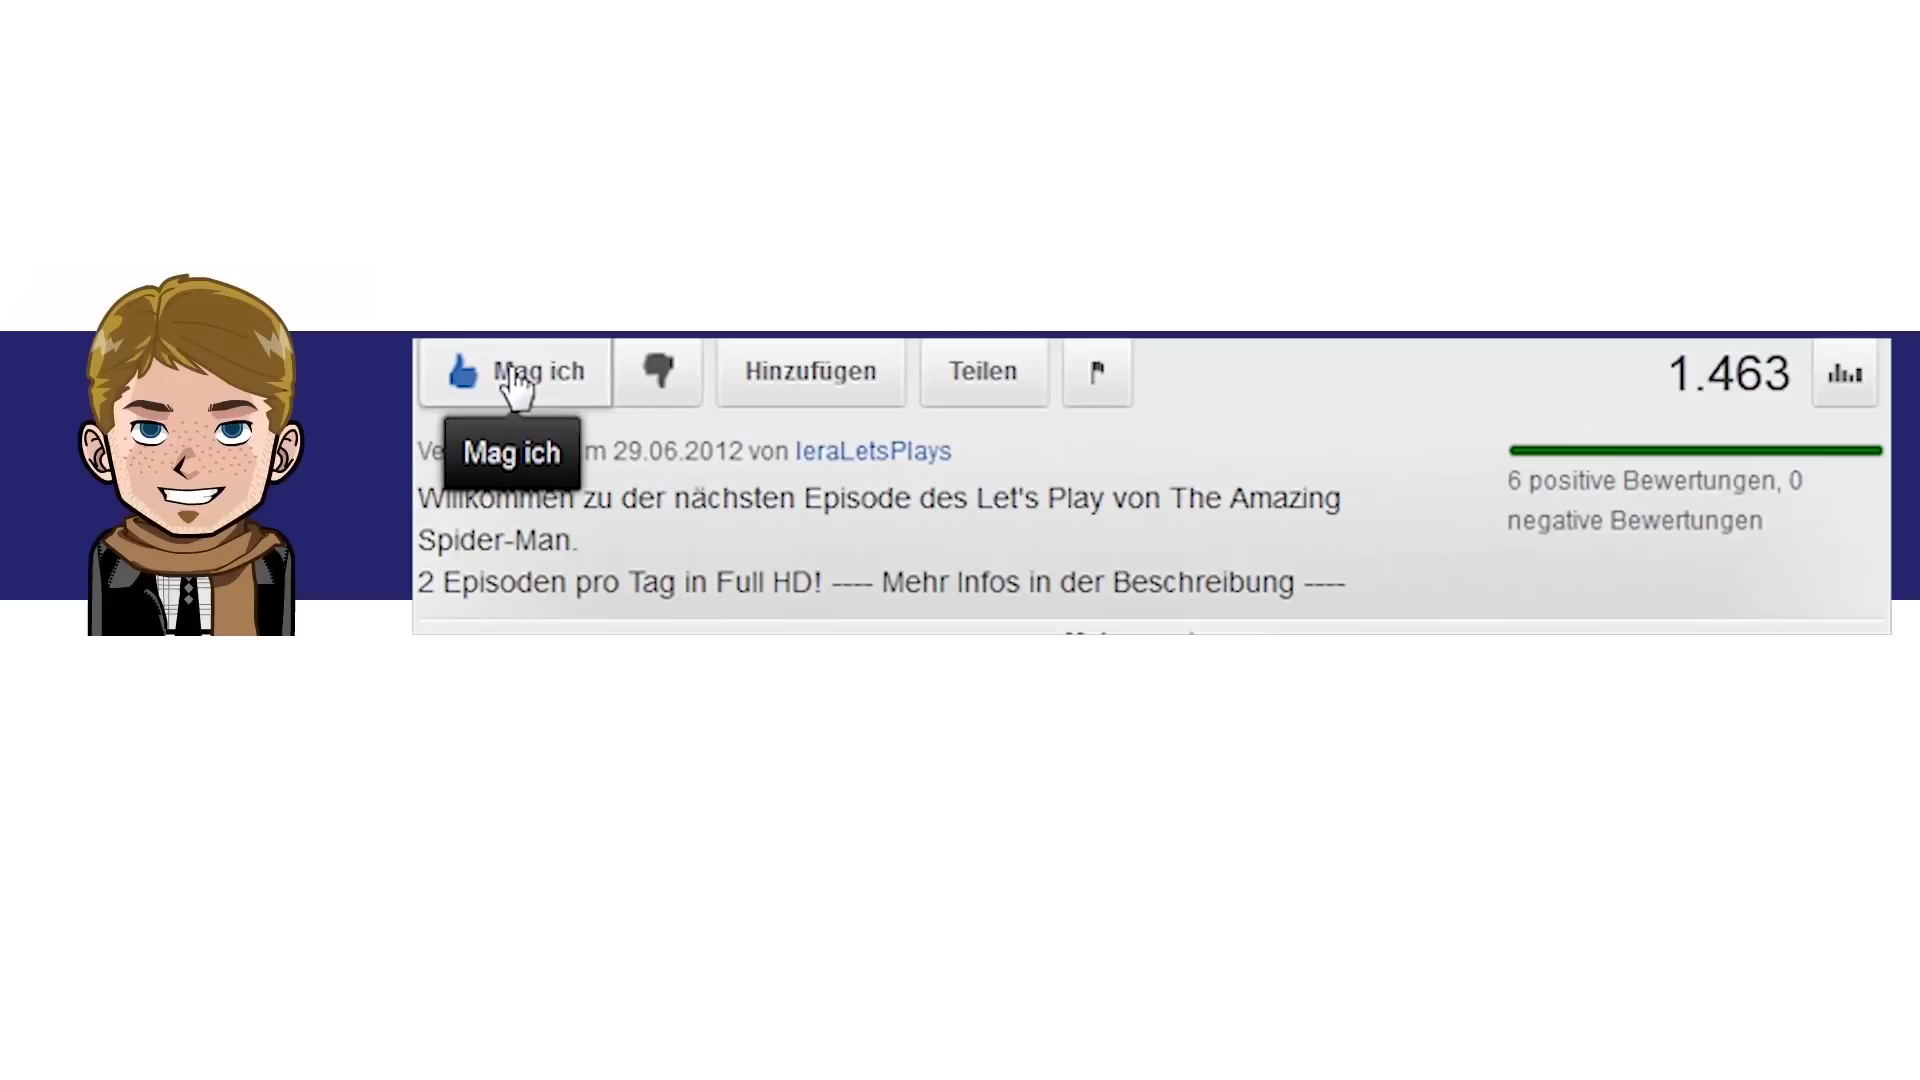 Mag ich Hinzufügen Teilen 1.463
Mag ich
m 29.06.2012 von IeraLetsPlays
Willkommen zu der nächsten Episode des Let's Play von The Amazing
Spider-Man.
2 Episoden pro Tag in Full HD! ---- Mehr Infos in der Beschreibung ----
6 positive Bewertungen, 0
negative Bewertungen